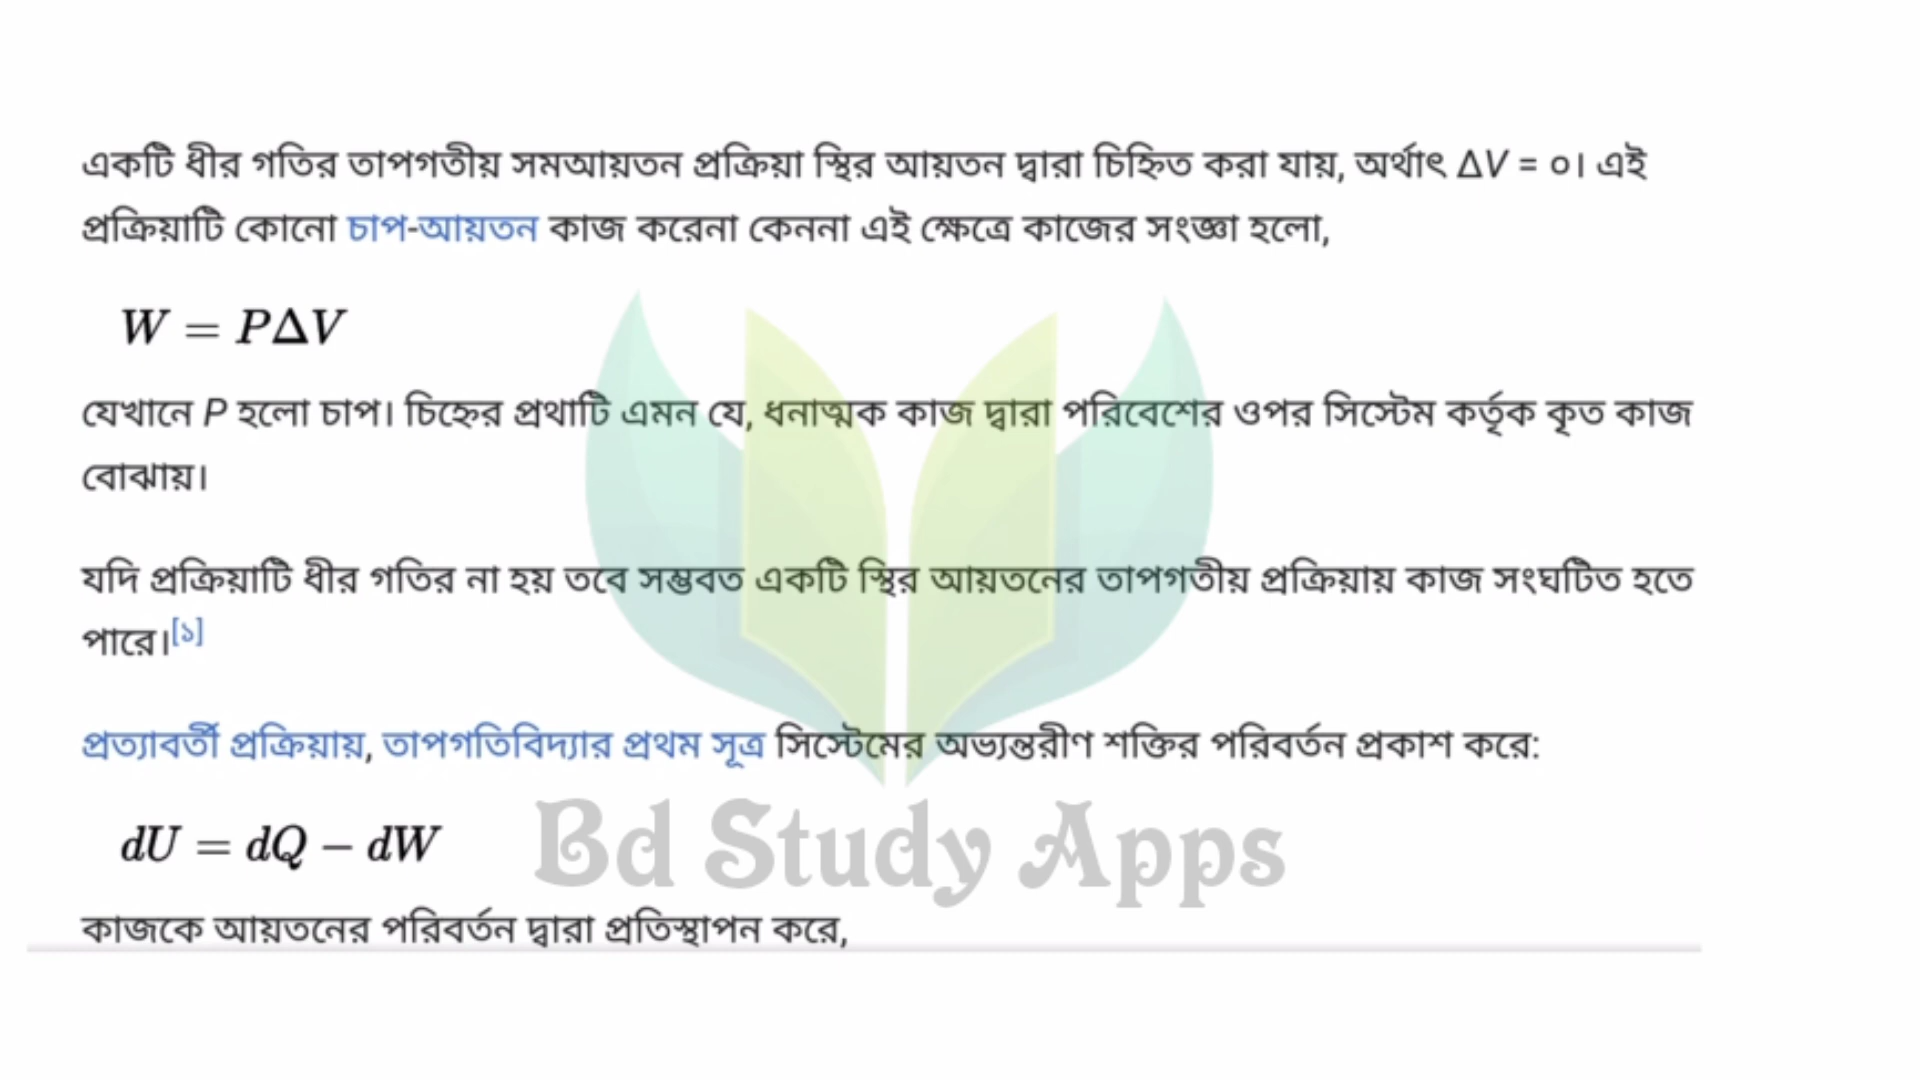 একটি ধীর গতির তাপগতীয় সমআয়তন প্রক্রিয়া স্থির আয়তন দ্বারা চিহ্নিত করা যায়, অর্থাৎ ΔV = ০। এই
প্রক্রিয়াটি কোনো চাপ-আয়তন কাজ করেনা কেননা এই ক্ষেত্রে কাজের সংজ্ঞা হলো,
W = PΔV
যেখানে P হলো চাপ। চিহ্নের প্রথাটি এমন যে, ধনাত্মক কাজ দ্বারা পরিবেশের ওপর সিস্টেম কর্তৃক কৃত কাজ
বোঝায়।
যদি প্রক্রিয়াটি ধীর গতির না হয় তবে সম্ভবত একটি স্থির আয়তনের তাপগতীয় প্রক্রিয়ায় কাজ সংঘটিত হতে
পারে।[১]
প্রত্যাবর্তী প্রক্রিয়ায়, তাপগতিবিদ্যার প্রথম সূত্র সিস্টেমের অভ্যন্তরীণ শক্তির পরিবর্তন প্রকাশ করে:
dU = dQ − dW
Bd Study Apps
কাজকে আয়তনের পরিবর্তন দ্বারা প্রতিস্থাপন করে,